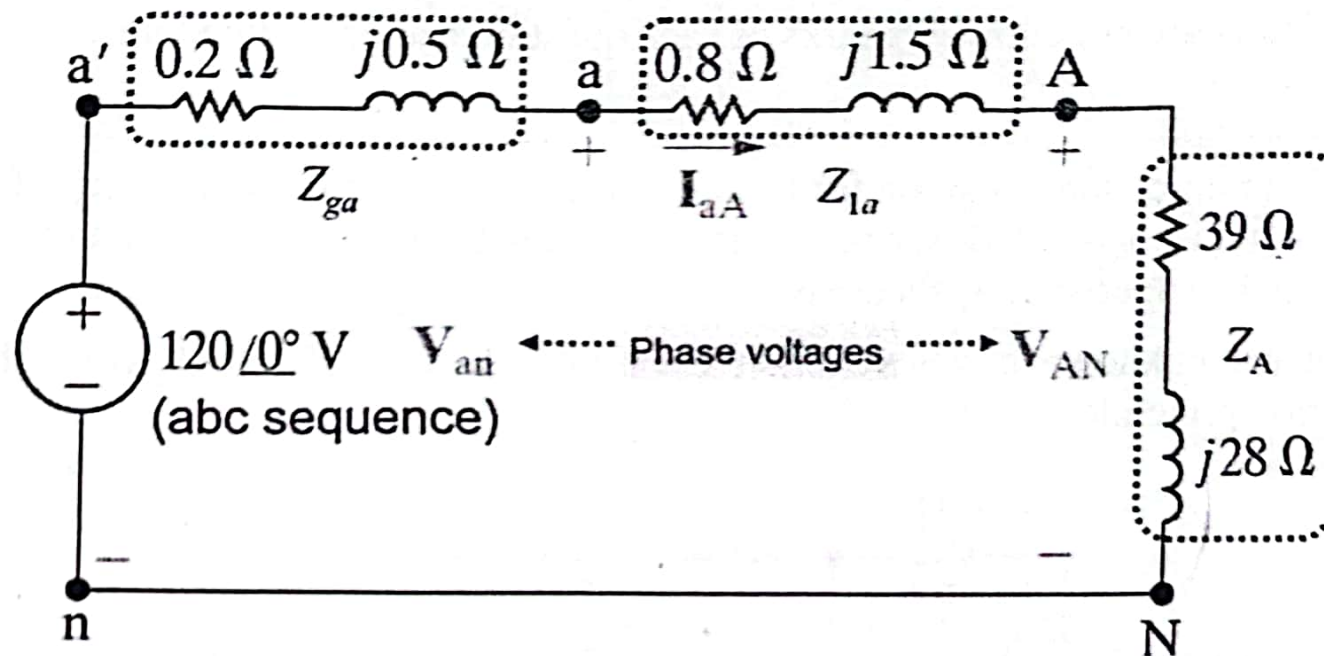 a′ 0.2 Ω j0.5 Ω a 0.8 Ω j1.5 Ω A
+ +
Z_ga I_aA Z_1a
39 Ω
+
120 /0° V V_an Phase voltages V_AN Z_A
−
(abc sequence)
j28 Ω
− −
n N